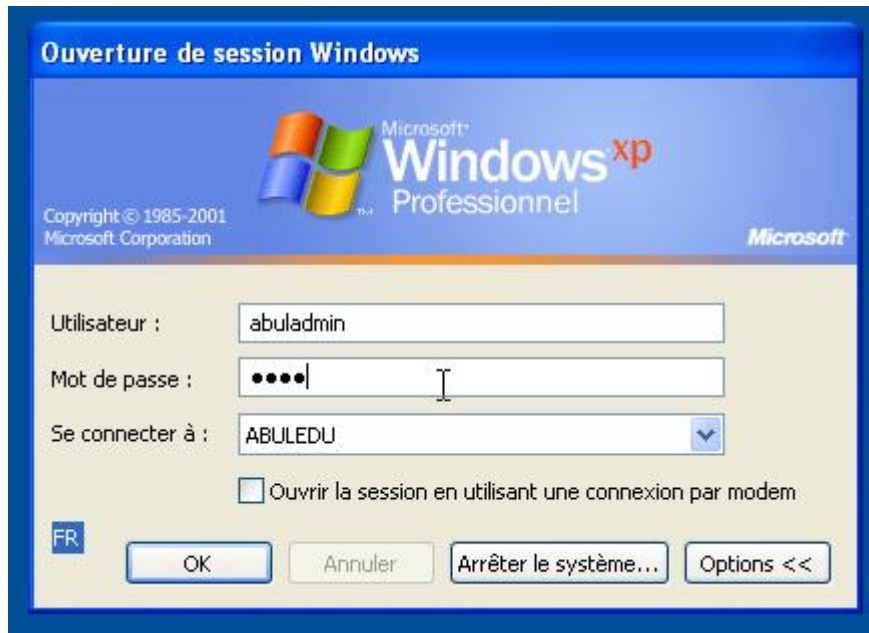 Ouverture de session Windows
Microsoft®
Windows xp
Professionnel
™
Copyright © 1985-2001
Microsoft Corporation
Microsoft®
Utilisateur :
abuladmin
Mot de passe :
••••
Se connecter à :
ABULEDU
Ouvrir la session en utilisant une connexion par modem
FR
OK
Annuler
Arrêter le système...
Options <<